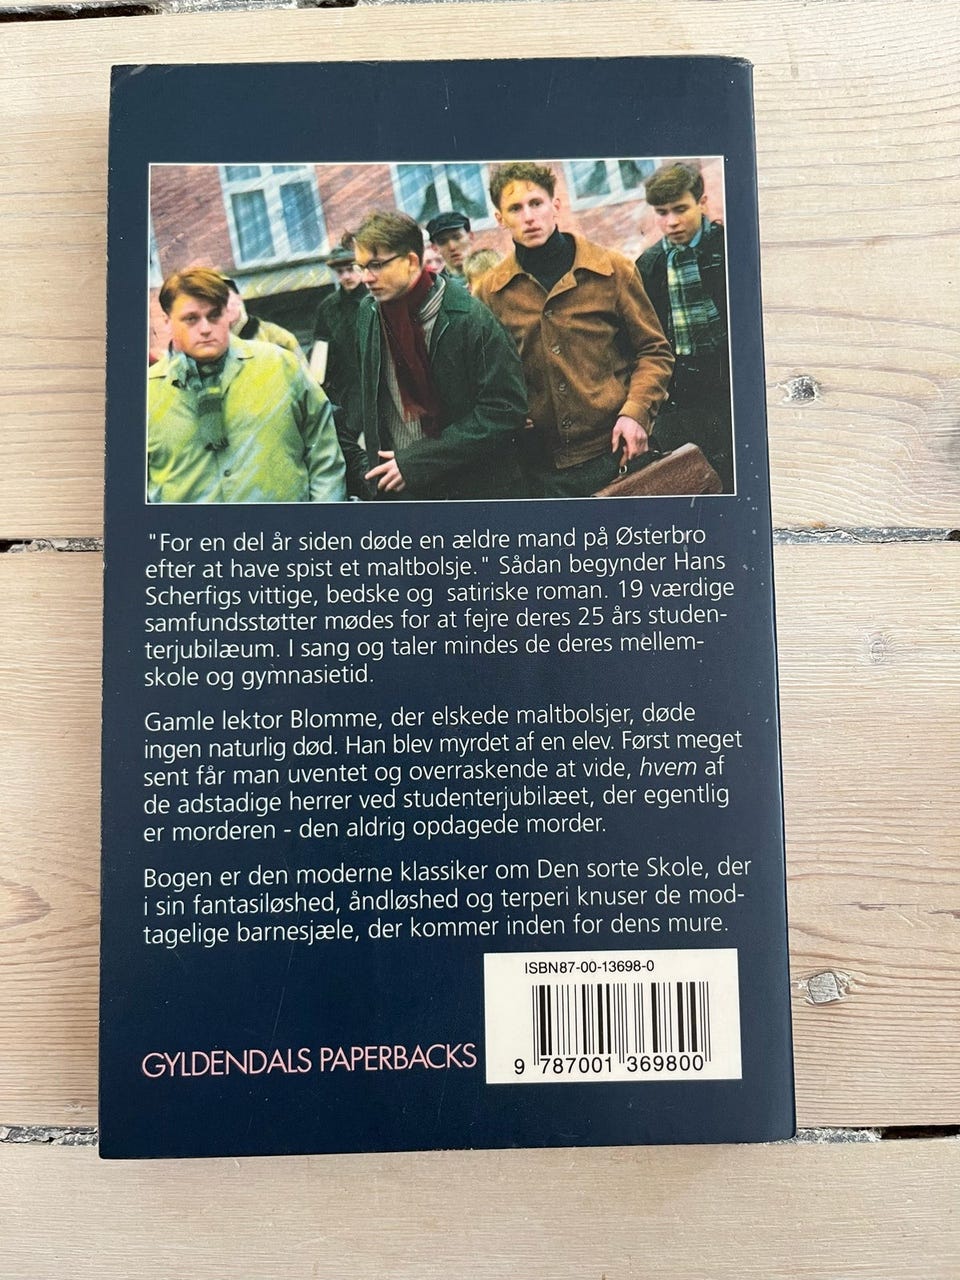 "For en del år siden døde en ældre mand på Østerbro
efter at have spist et maltbolsje." Sådan begynder Hans
Scherfigs vittige, bedske og satiriske roman. 19 værdige
samfundsstøtter mødes for at fejre deres 25 års studen-
terjubilæum. I sang og taler mindes de deres mellem-
skole og gymnasietid.
Gamle lektor Blomme, der elskede maltbolsjer, døde
ingen naturlig død. Han blev myrdet af en elev. Først meget
sent får man uventet og overraskende at vide, hvem af
de adstadige herrer ved studenterjubilæet, der egentlig
er morderen - den aldrig opdagede morder.
Bogen er den moderne klassiker om Den sorte Skole, der
i sin fantasiløshed, åndløshed og terperi knuser de mod-
tagelige barnesjæle, der kommer inden for dens mure.
ISBN87-00-13698-0
9 787001 369800
GYLDENDALS PAPERBACKS